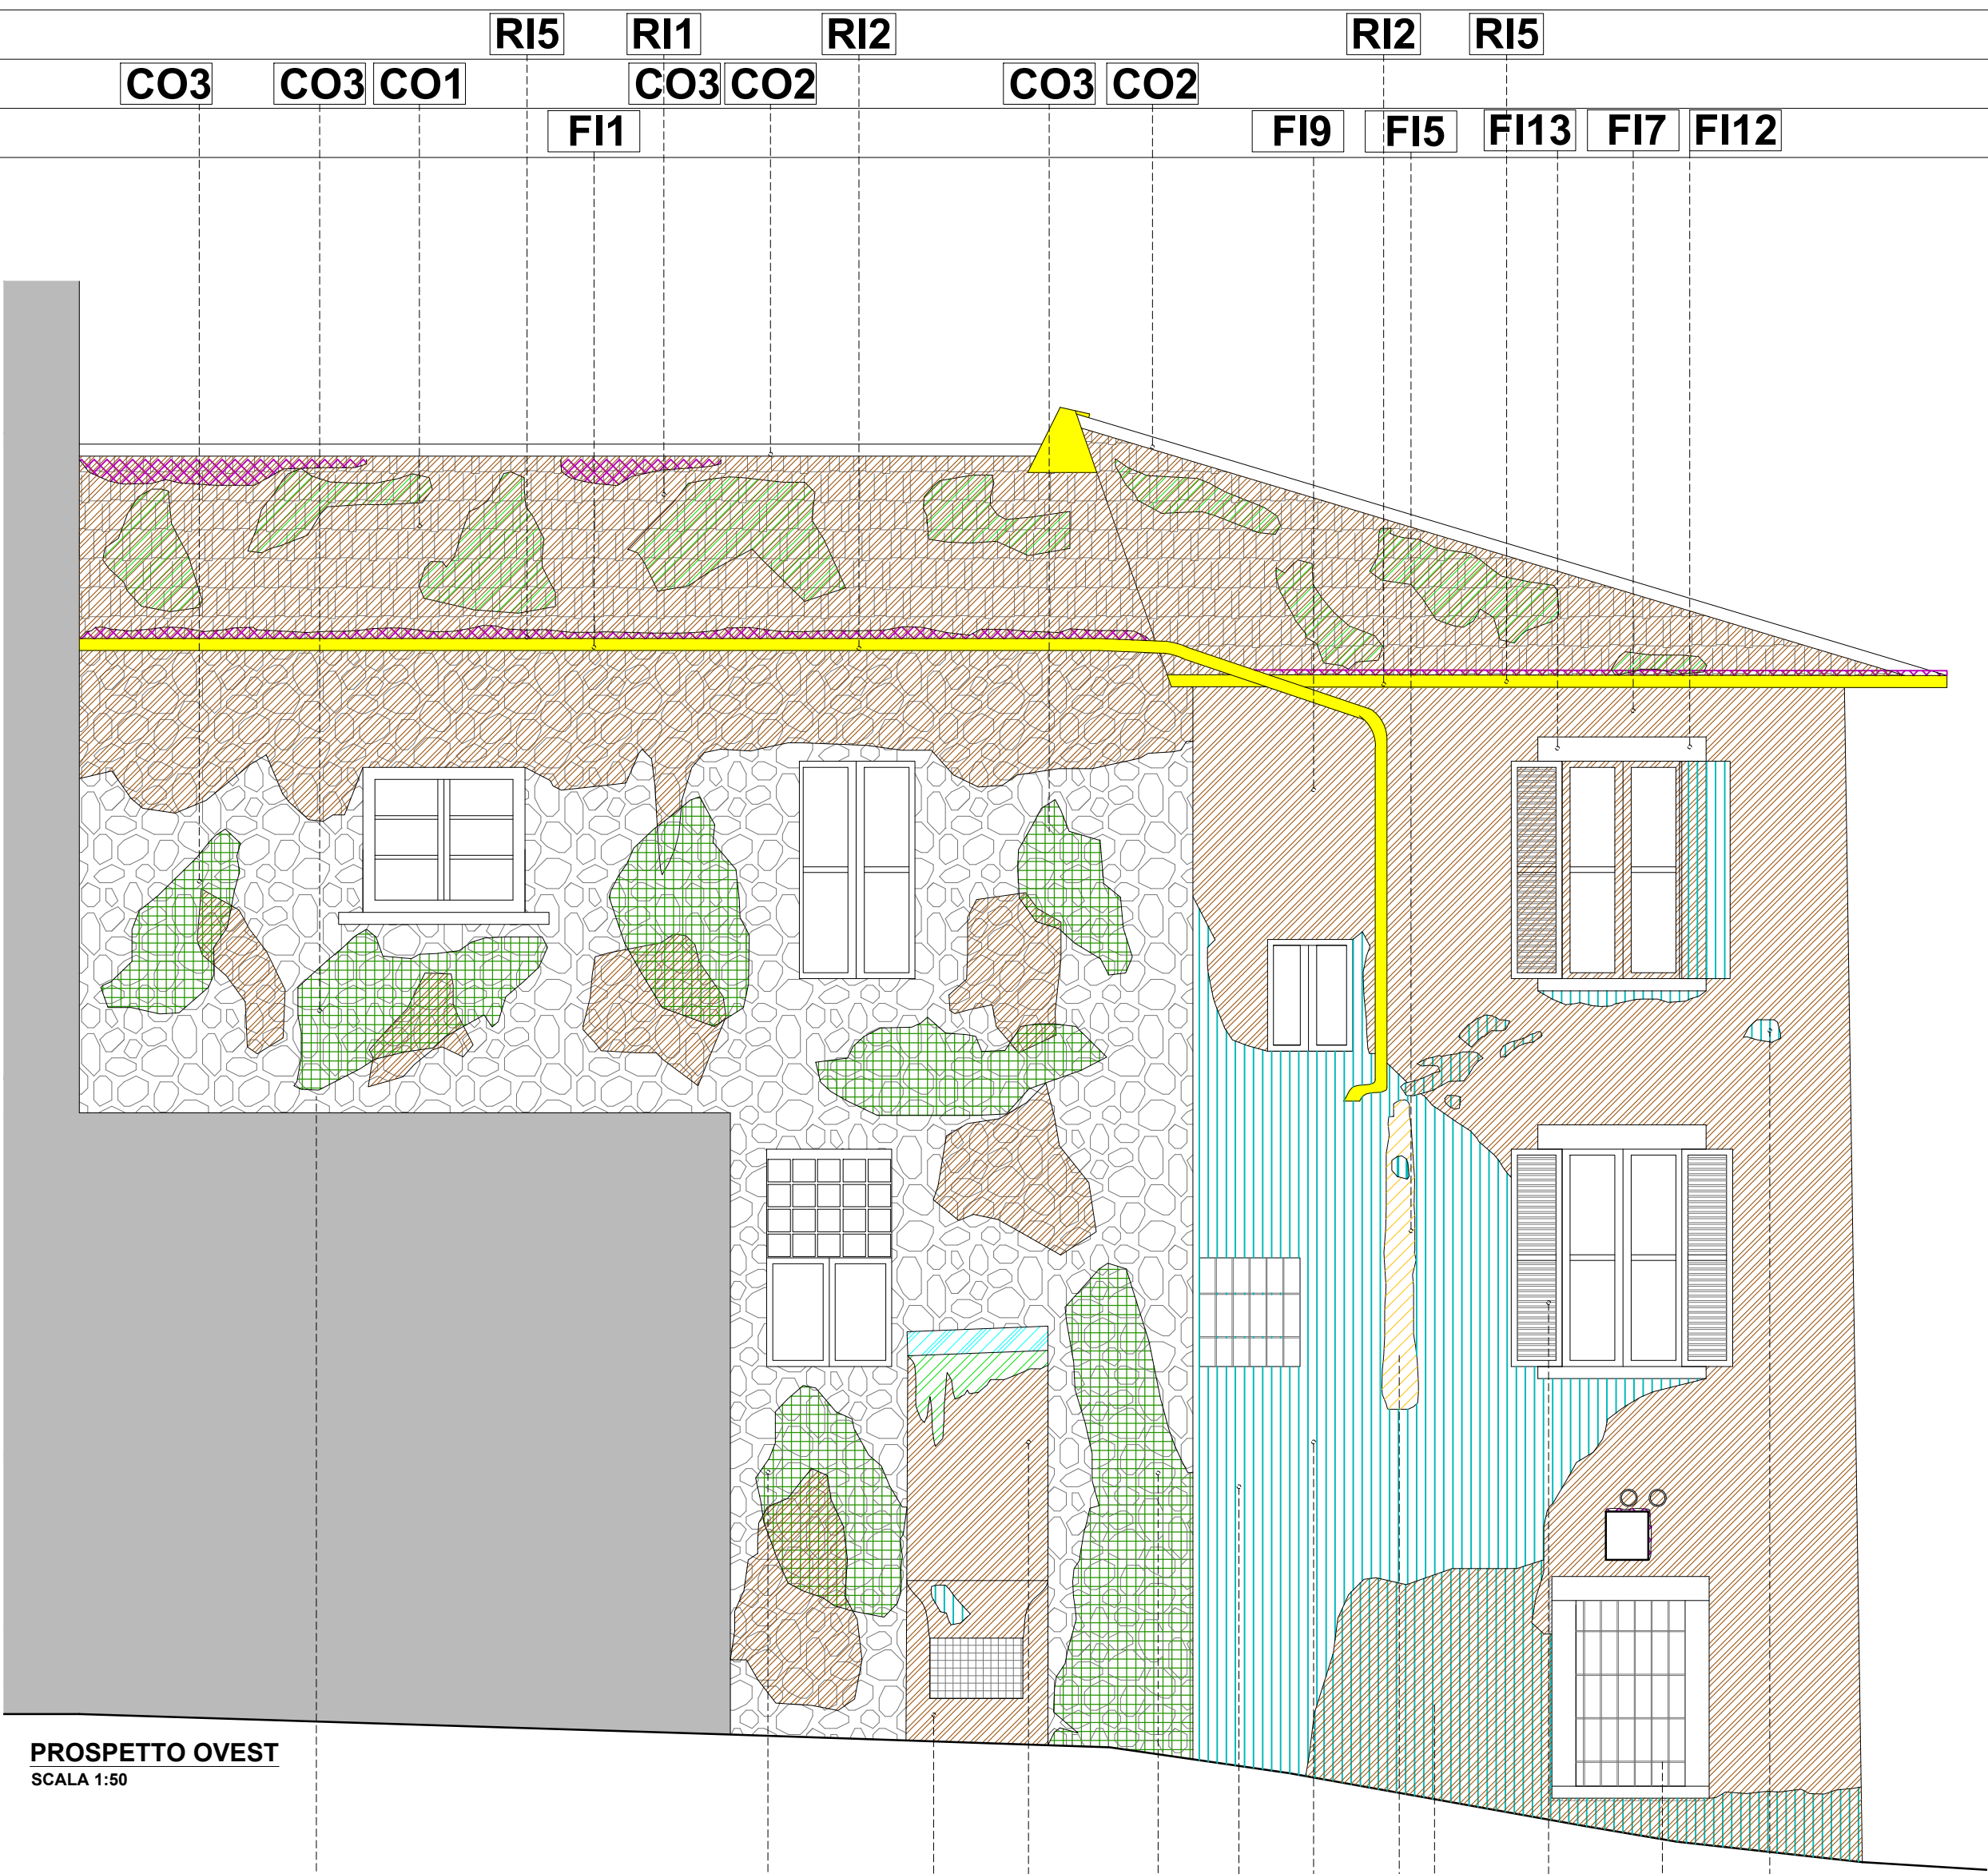 RI5 RI1 RI2 RI2 RI5
CO3 CO3 CO1 CO3 CO2 CO3 CO2
FI1 FI9 FI5 FI13 FI7 FI12
PROSPETTO OVEST
SCALA 1:50